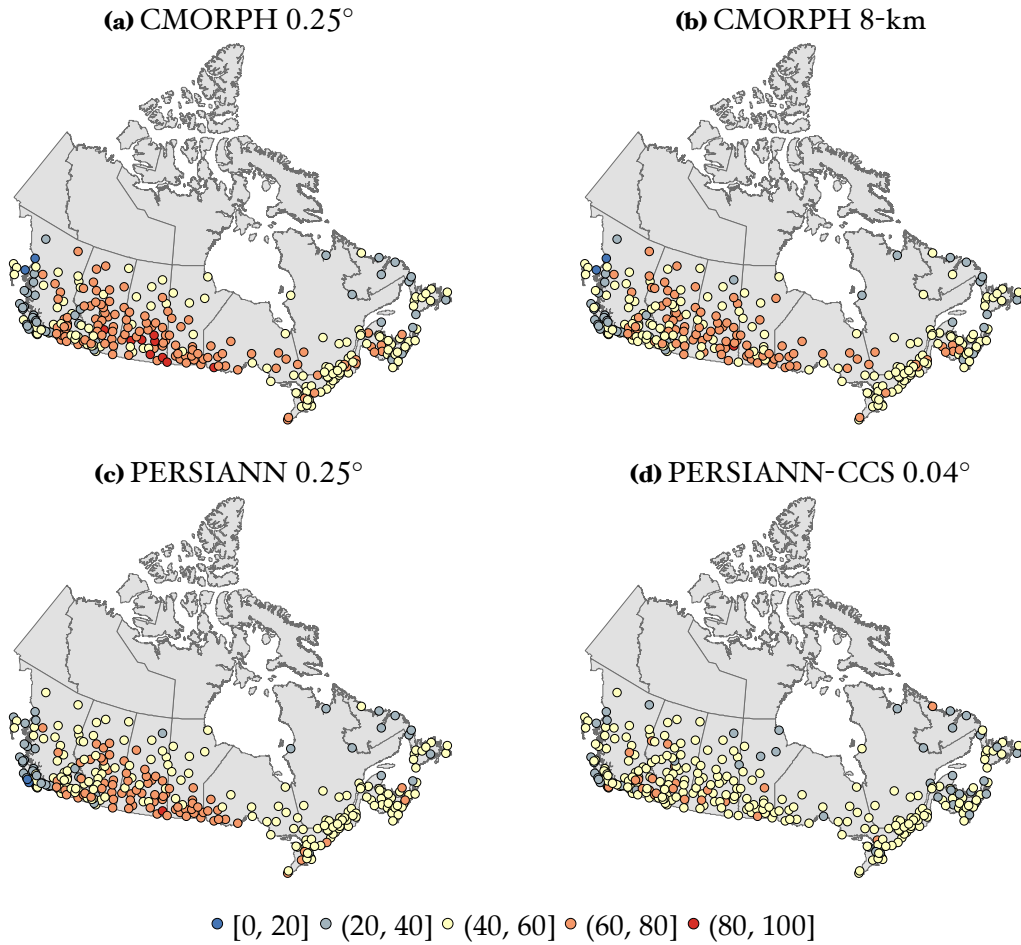 (a) CMORPH 0.25°
(b) CMORPH 8-km
(c) PERSIANN 0.25°
(d) PERSIANN-CCS 0.04°
[0, 20] (20, 40] (40, 60] (60, 80] (80, 100]